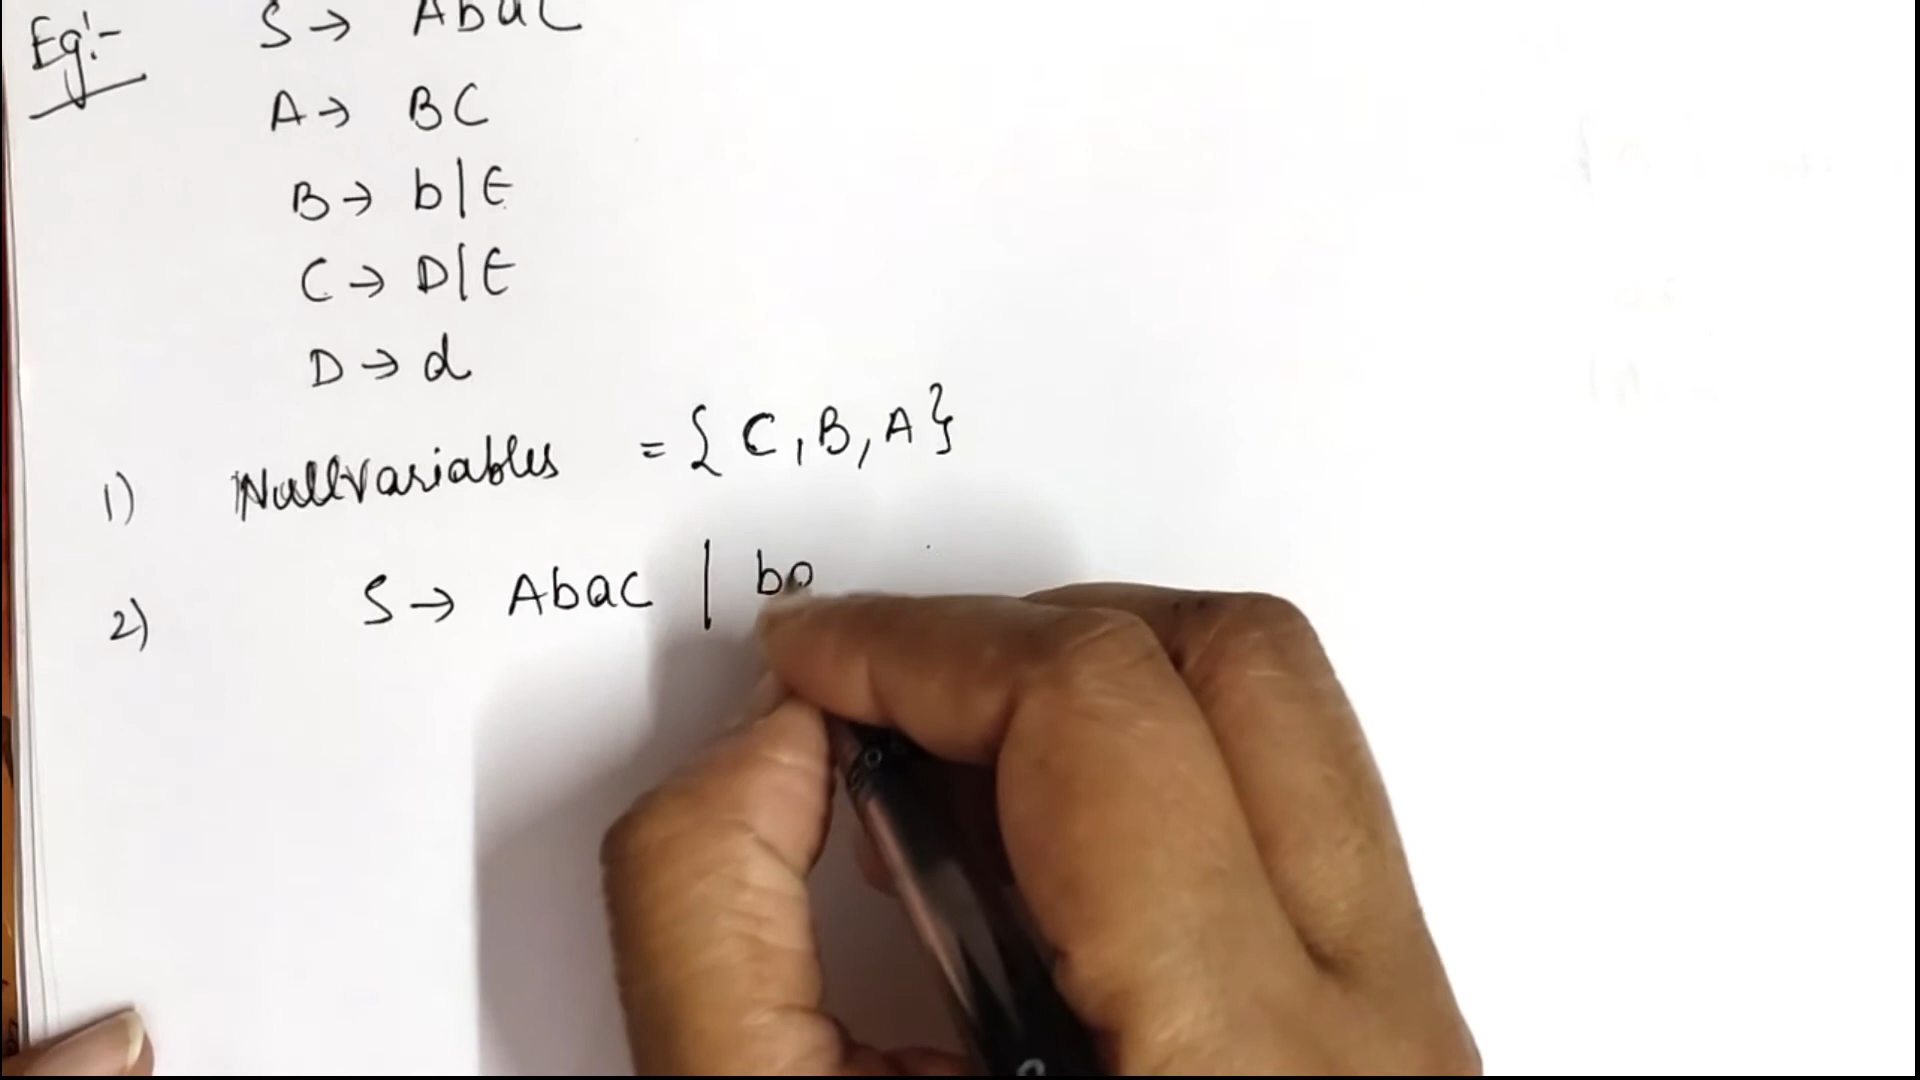 Eg:- S → AbaC
A → BC
B → b|ϵ
C → D|ϵ
D → d
1) Nullvariables = { C, B, A }
2) S → AbaC | ba